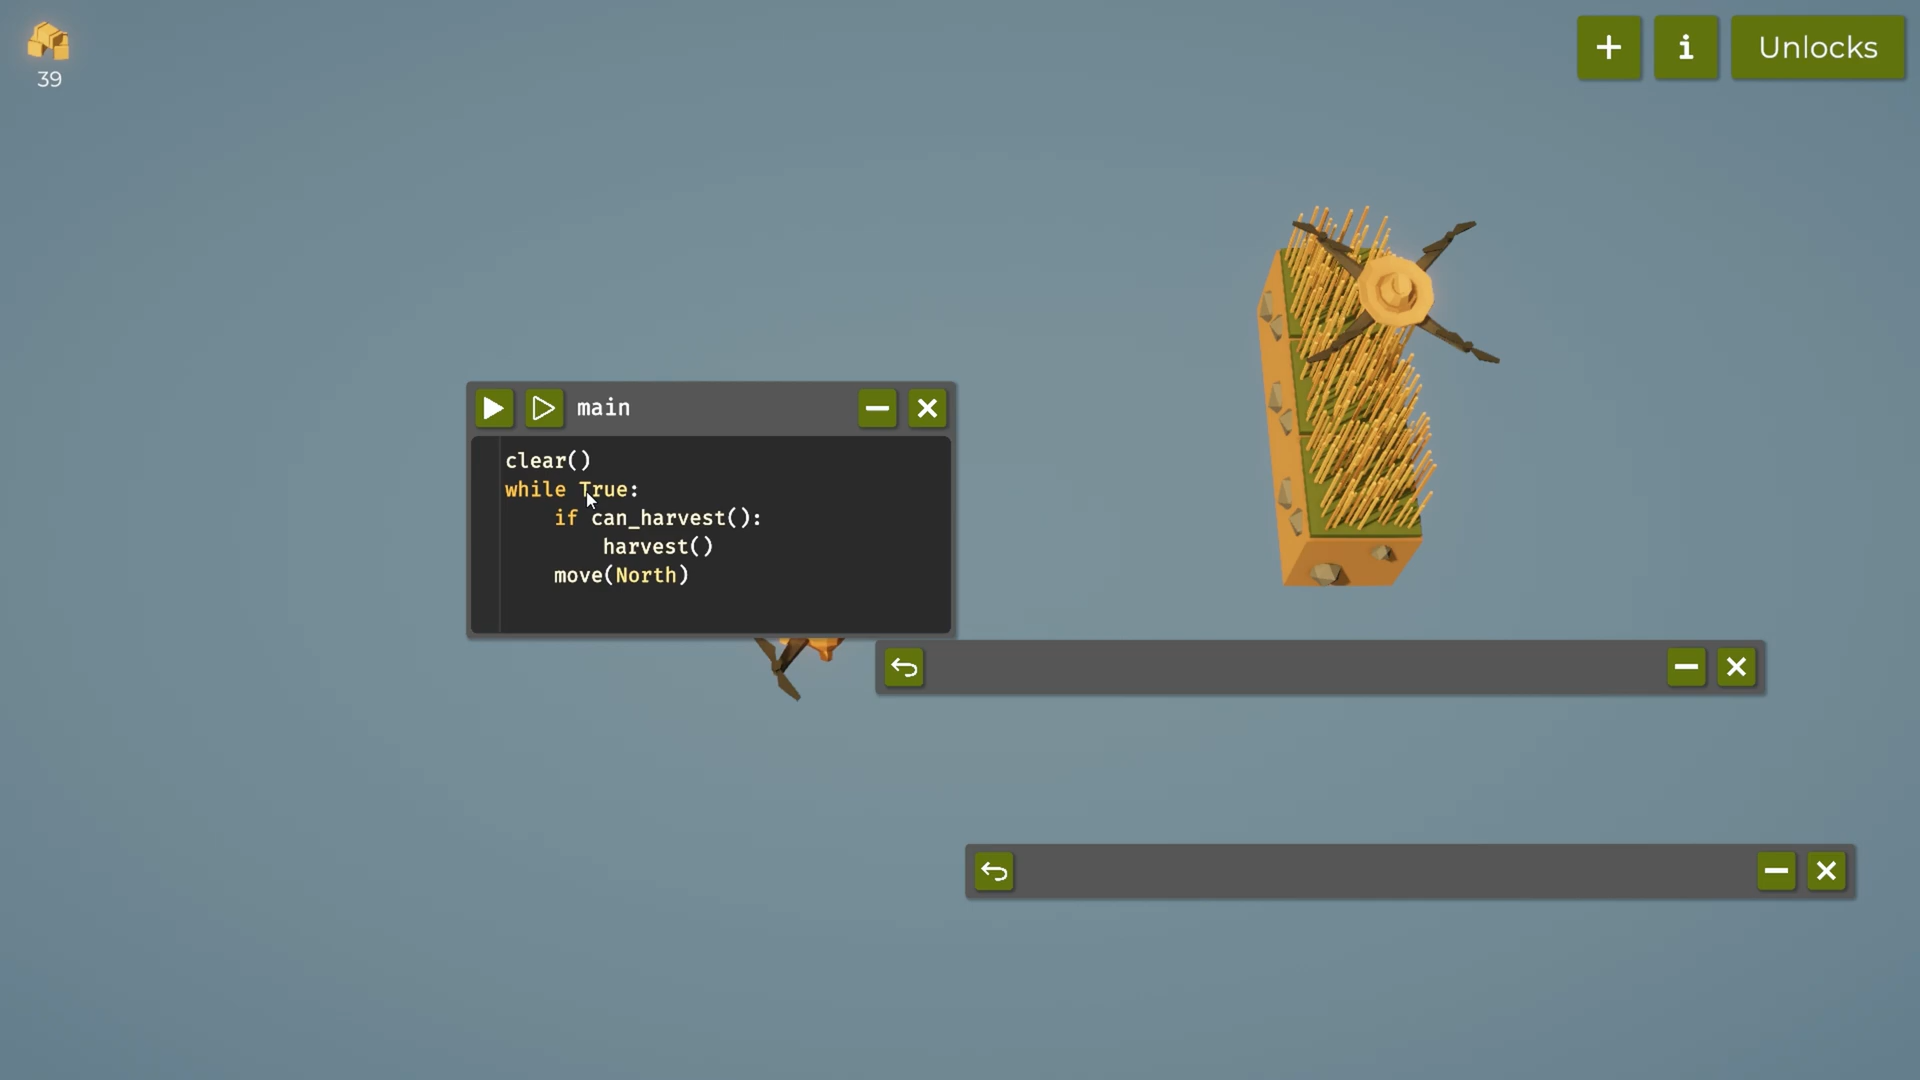 39
+ i Unlocks
main
clear()
while True:
    if can_harvest():
        harvest()
    move(North)